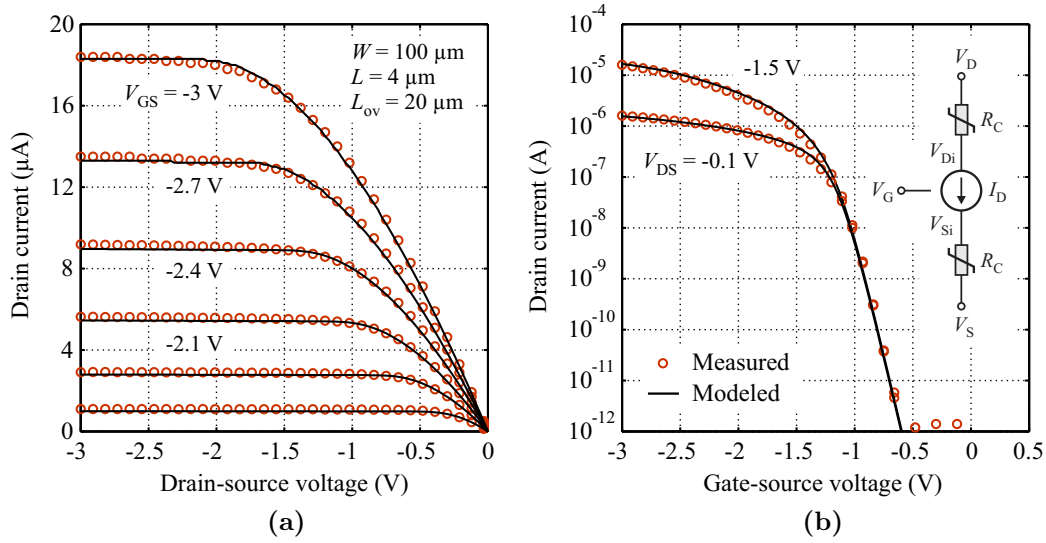 20
16
12
8
4
0
-3
-2.5
-2
-1.5
-1
-0.5
0
Drain current (µA)
Drain-source voltage (V)
W = 100 µm
L = 4 µm
Lov = 20 µm
VGS = -3 V
-2.7 V
-2.4 V
-2.1 V
(a)
10-4
10-5
10-6
10-7
10-8
10-9
10-10
10-11
10-12
-3
-2.5
-2
-1.5
-1
-0.5
0
0.5
Drain current (A)
Gate-source voltage (V)
-1.5 V
VDS = -0.1 V
VD
RC
VDi
VG
ID
VSi
RC
VS
Measured
Modeled
(b)